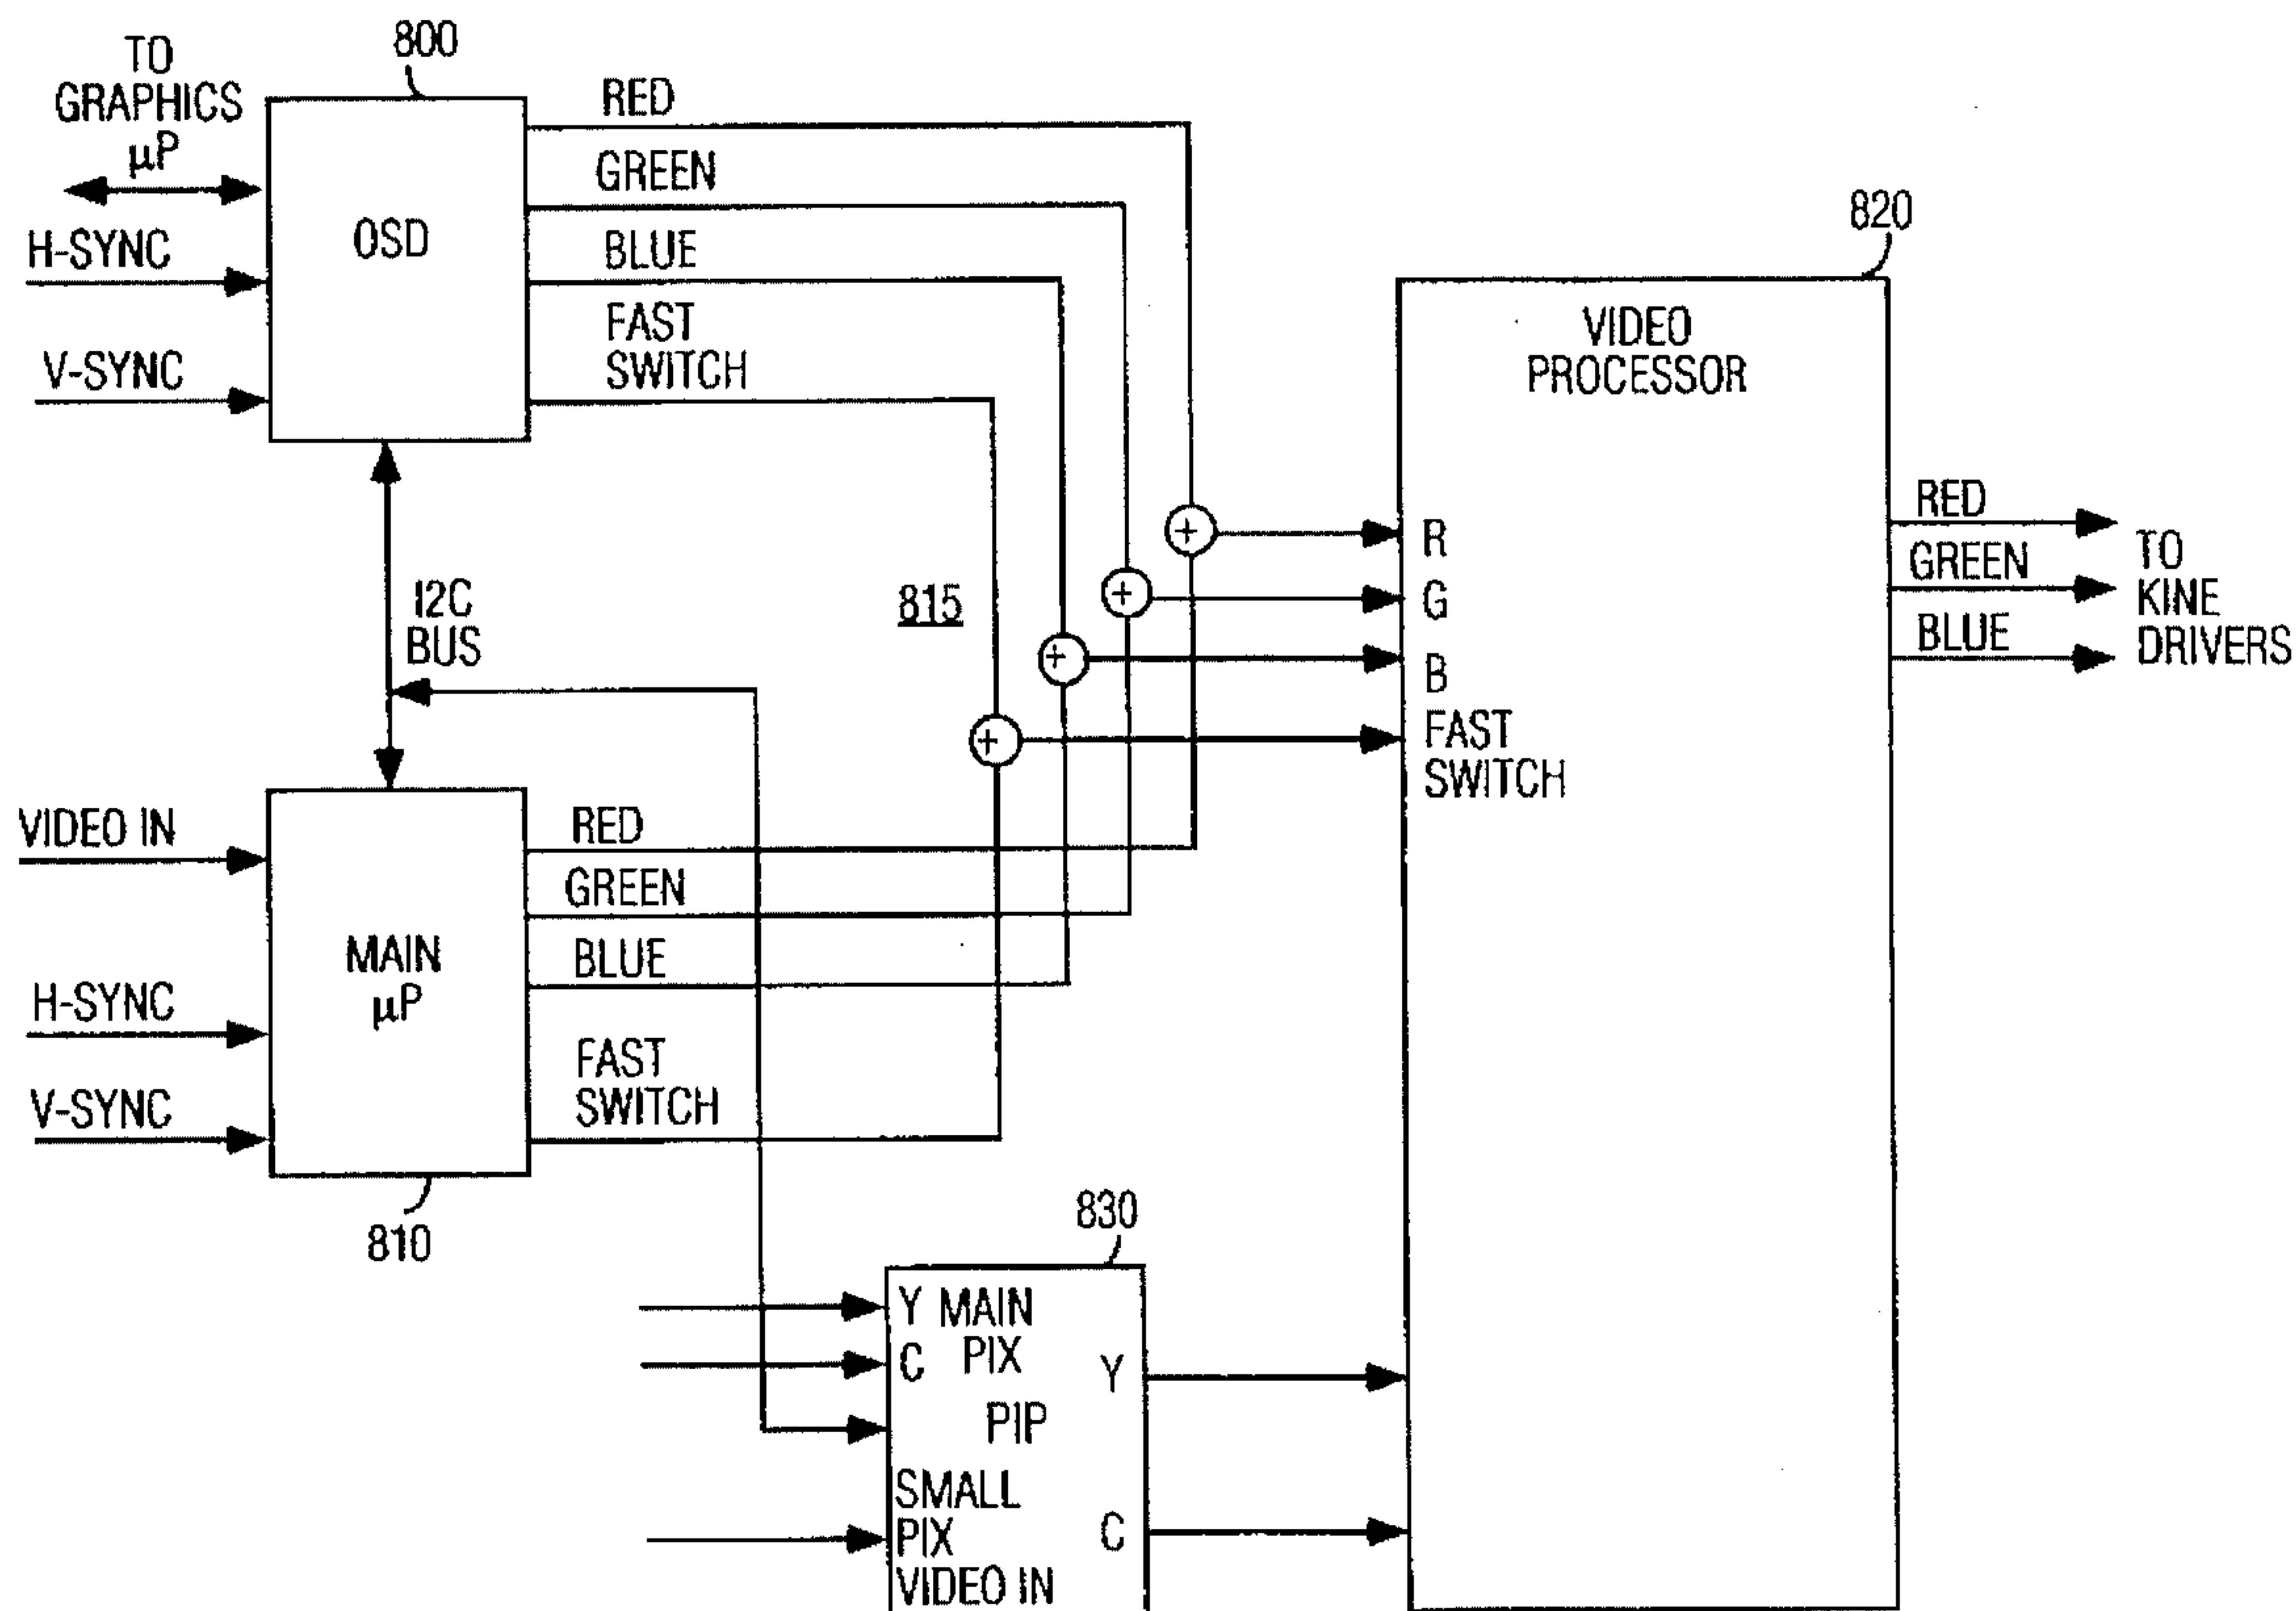 800
TO
GRAPHICS
µP
H-SYNC
V-SYNC
OSD
RED
GREEN
BLUE
FAST
SWITCH
I2C
BUS
815
820
VIDEO
PROCESSOR
R
G
B
FAST
SWITCH
RED
GREEN
BLUE
TO
KINE
DRIVERS
VIDEO IN
H-SYNC
V-SYNC
MAIN
µP
810
RED
GREEN
BLUE
FAST
SWITCH
830
Y MAIN
C PIX
PIP
SMALL
PIX
VIDEO IN
Y
C
+
+
+
+